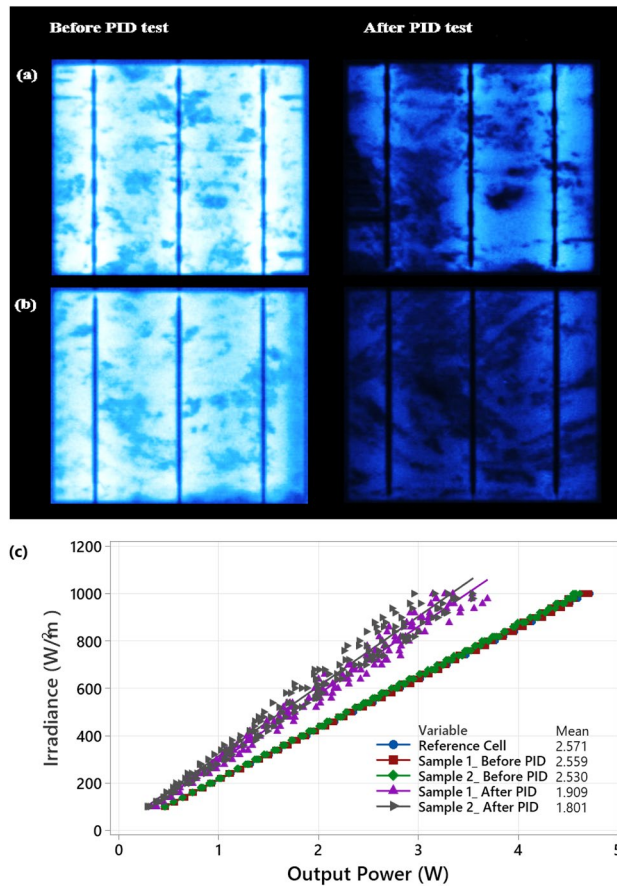 Before PID test After PID test
(a)
(b)
(c)
1200
1000
800
600
400
200
0
Irradiance (W/m²)
0 1 2 3 4 5
Output Power (W)
Variable Mean
Reference Cell 2.571
Sample 1_ Before PID 2.559
Sample 2_ Before PID 2.530
Sample 1_ After PID 1.909
Sample 2_ After PID 1.801